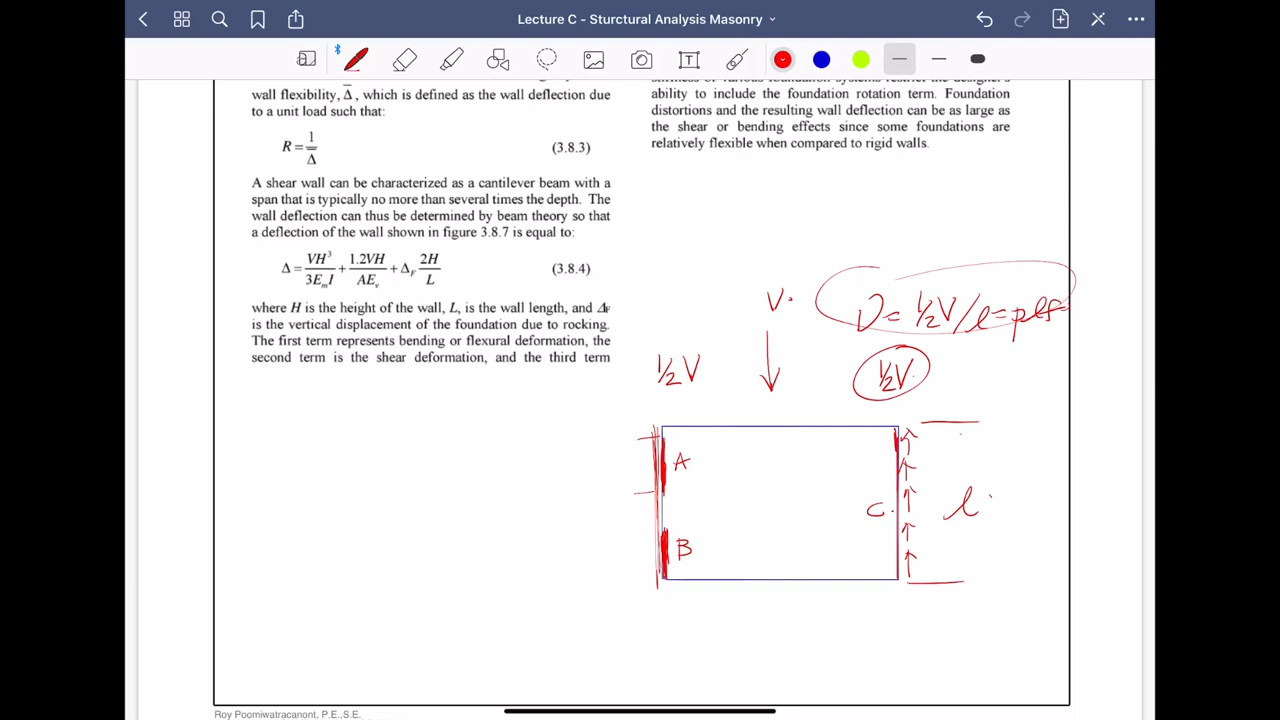 Lecture C - Sturctural Analysis Masonry
wall flexibility, Δ̅ , which is defined as the wall deflection due
to a unit load such that:
R = 1/Δ̅ (3.8.3)
A shear wall can be characterized as a cantilever beam with a
span that is typically no more than several times the depth. The
wall deflection can thus be determined by beam theory so that
a deflection of the wall shown in figure 3.8.7 is equal to:
Δ = VH³/3EₘI + 1.2VH/AEᵥ + Δ_F 2H/L (3.8.4)
where H is the height of the wall, L, is the wall length, and Δ_F
is the vertical displacement of the foundation due to rocking.
The first term represents bending or flexural deformation, the
second term is the shear deformation, and the third term
ability to include the foundation rotation term. Foundation
distortions and the resulting wall deflection can be as large as
the shear or bending effects since some foundations are
relatively flexible when compared to rigid walls.
V.
V = ½V/l = plf =
½V
½V.
A
B
C.
l
Roy Poomiwatracanont, P.E.,S.E.